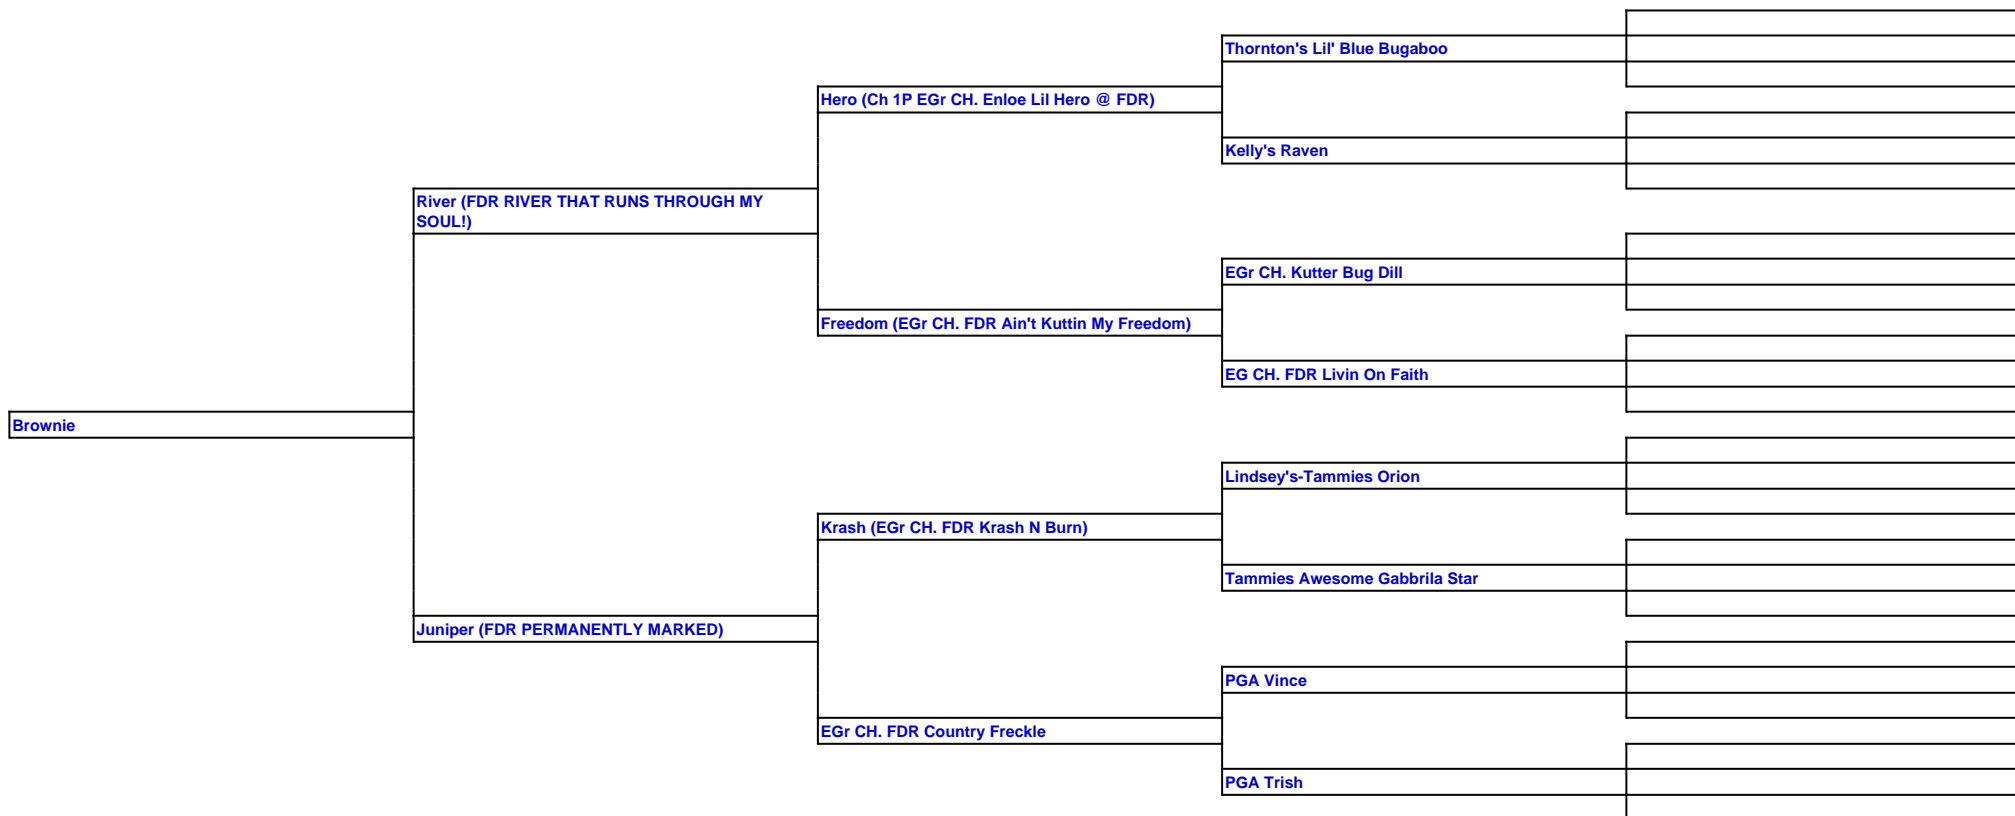 Thornton's Lil' Blue Bugaboo
Hero (Ch 1P EGr CH. Enloe Lil Hero @ FDR)
Kelly's Raven
River (FDR RIVER THAT RUNS THROUGH MY
SOUL!)
EGr CH. Kutter Bug Dill
Freedom (EGr CH. FDR Ain't Kuttin My Freedom)
EG CH. FDR Livin On Faith
Brownie
Lindsey's-Tammies Orion
Krash (EGr CH. FDR Krash N Burn)
Tammies Awesome Gabbrila Star
Juniper (FDR PERMANENTLY MARKED)
PGA Vince
EGr CH. FDR Country Freckle
PGA Trish